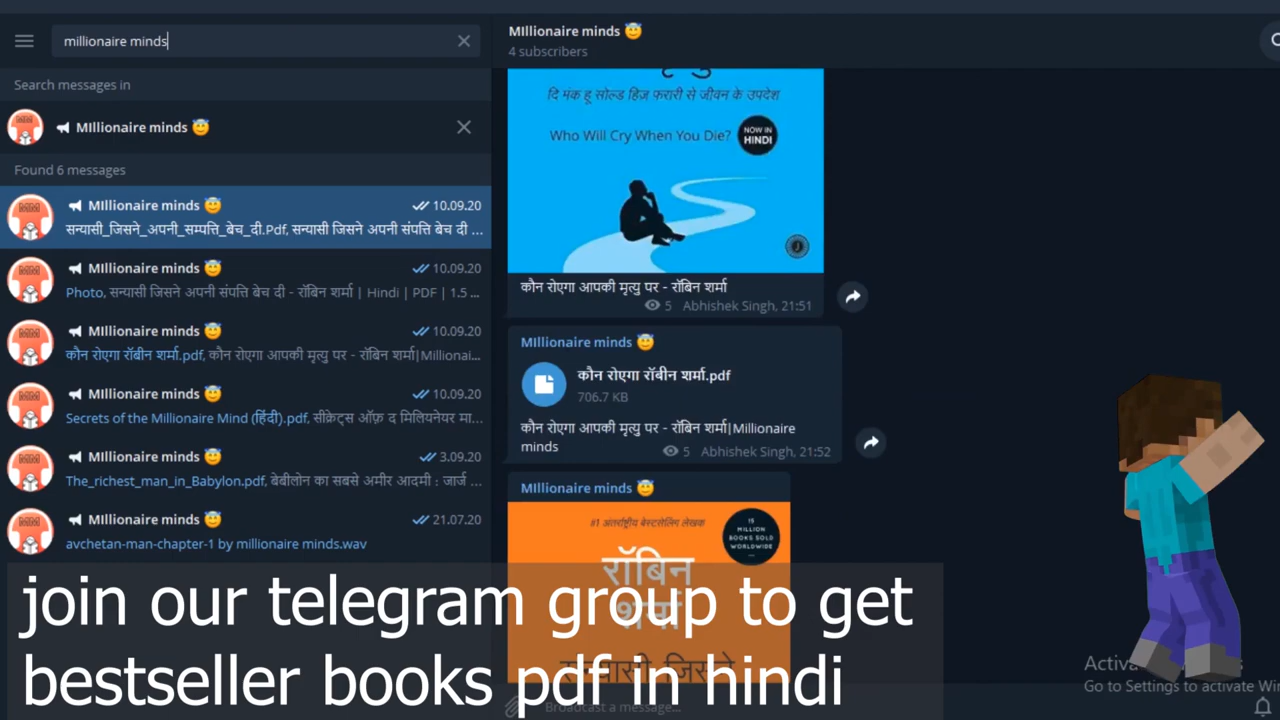 millionaire minds
Search messages in
MIllionaire minds 😇
Found 6 messages
MIllionaire minds 😇 10.09.20
सन्यासी_जिसने_अपनी_सम्पत्ति_बेच_दी.Pdf, सन्यासी जिसने अपनी संपत्ति बेच दी ...
MIllionaire minds 😇 10.09.20
Photo, सन्यासी जिसने अपनी संपत्ति बेच दी - रॉबिन शर्मा | Hindi | PDF | 1.5 ...
MIllionaire minds 😇 10.09.20
कौन रोएगा रॉबीन शर्मा.pdf, कौन रोएगा आपकी मृत्यु पर - रॉबिन शर्मा|Millionai...
MIllionaire minds 😇 10.09.20
Secrets of the Millionaire Mind (हिंदी).pdf, सीक्रेट्स ऑफ़ द मिलियनेयर मा...
MIllionaire minds 😇 3.09.20
The_richest_man_in_Babylon.pdf, बेबीलोन का सबसे अमीर आदमी : जार्ज ...
MIllionaire minds 😇 21.07.20
avchetan-man-chapter-1 by millionaire minds.wav
MIllionaire minds 😇
4 subscribers
दि मंक हू सोल्ड हिज़ फरारी से जीवन के उपदेश
Who Will Cry When You Die?
NOW IN
HINDI
कौन रोएगा आपकी मृत्यु पर - रॉबिन शर्मा
5 Abhishek Singh, 21:51
MIllionaire minds 😇
कौन रोएगा रॉबीन शर्मा.pdf
706.7 KB
कौन रोएगा आपकी मृत्यु पर - रॉबिन शर्मा|Millionaire
minds
5 Abhishek Singh, 21:52
MIllionaire minds 😇
#1 अंतर्राष्ट्रीय बेस्टसेलिंग लेखक
15
MILLION
BOOKS SOLD
WORLDWIDE
रॉबिन
शर्मा
Broadcast a message...
join our telegram group to get
bestseller books pdf in hindi
Go to Settings to activate Wi